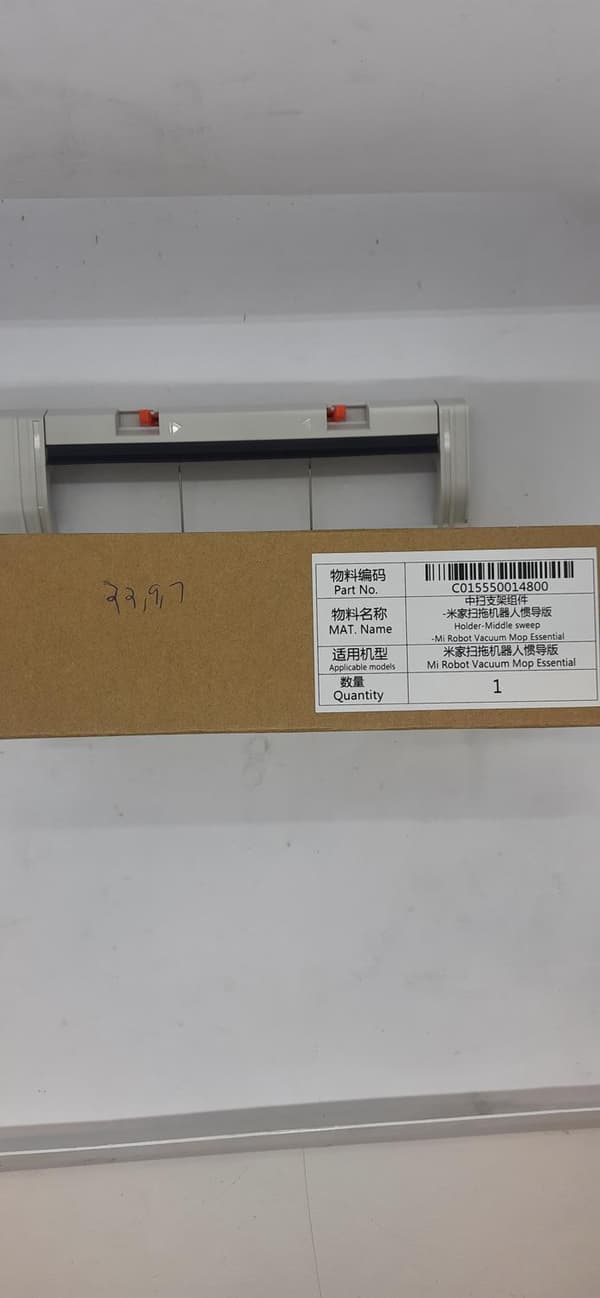 22,9,7
物料编码
Part No.
C015550014800
物料名称
MAT. Name
中扫支架组件
-米家扫拖机器人惯导版
Holder-Middle sweep
-Mi Robot Vacuum Mop Essential
适用机型
Applicable models
米家扫拖机器人惯导版
Mi Robot Vacuum Mop Essential
数量
Quantity
1